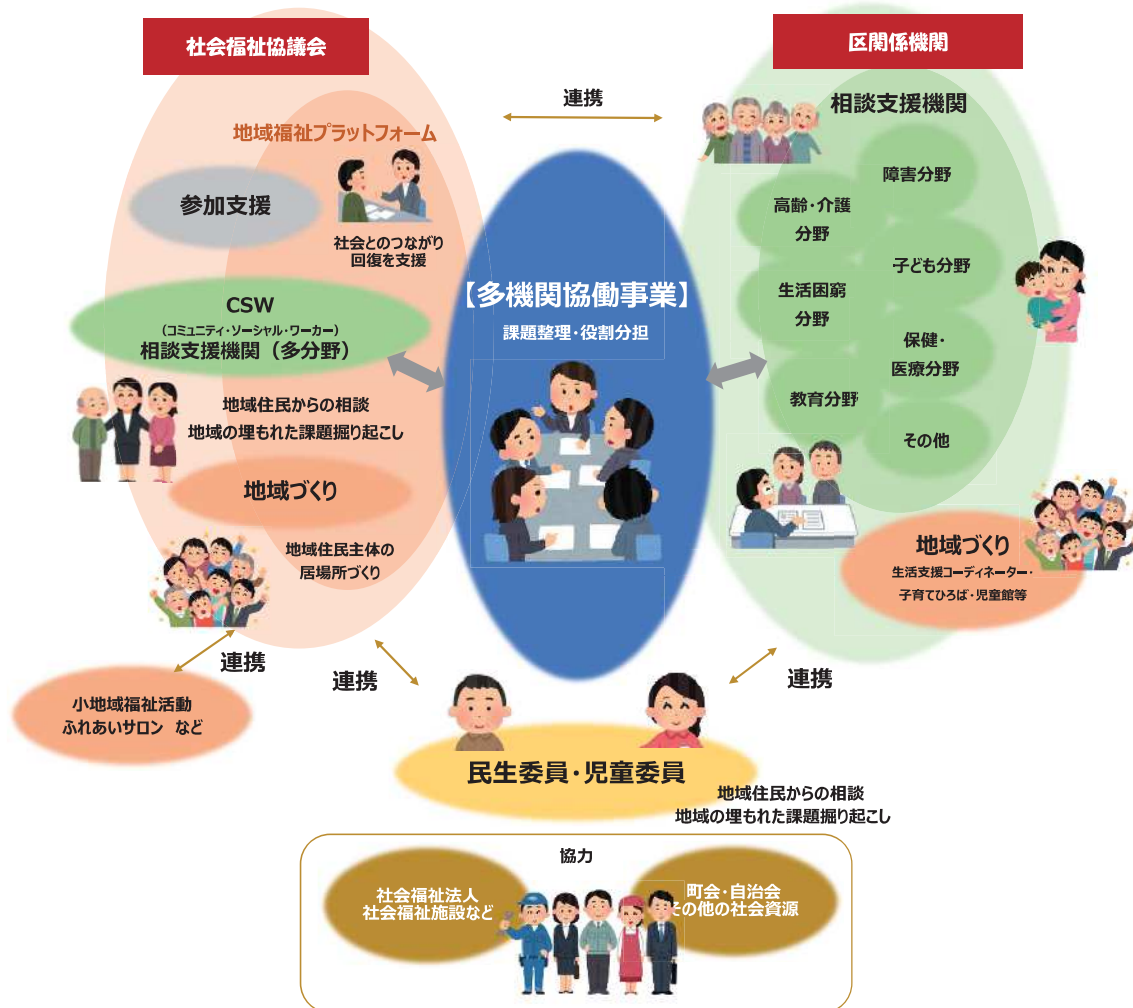 社会福祉協議会
地域福祉プラットフォーム
参加支援
社会とのつながり
回復を支援
CSW
（コミュニティ・ソーシャル・ワーカー）
相談支援機関（多分野）
地域住民からの相談
地域の埋もれた課題掘り起こし
地域づくり
地域住民主体の
居場所づくり
連携
小地域福祉活動
ふれあいサロン など
連携
連携
【多機関協働事業】
課題整理・役割分担
区関係機関
相談支援機関
障害分野
高齢・介護
分野
子ども分野
生活困窮
分野
保健・
医療分野
教育分野
その他
地域づくり
生活支援コーディネーター・
子育てひろば・児童館等
連携
民生委員・児童委員
地域住民からの相談
地域の埋もれた課題掘り起こし
協力
社会福祉法人
社会福祉施設など
町会・自治会
その他の社会資源